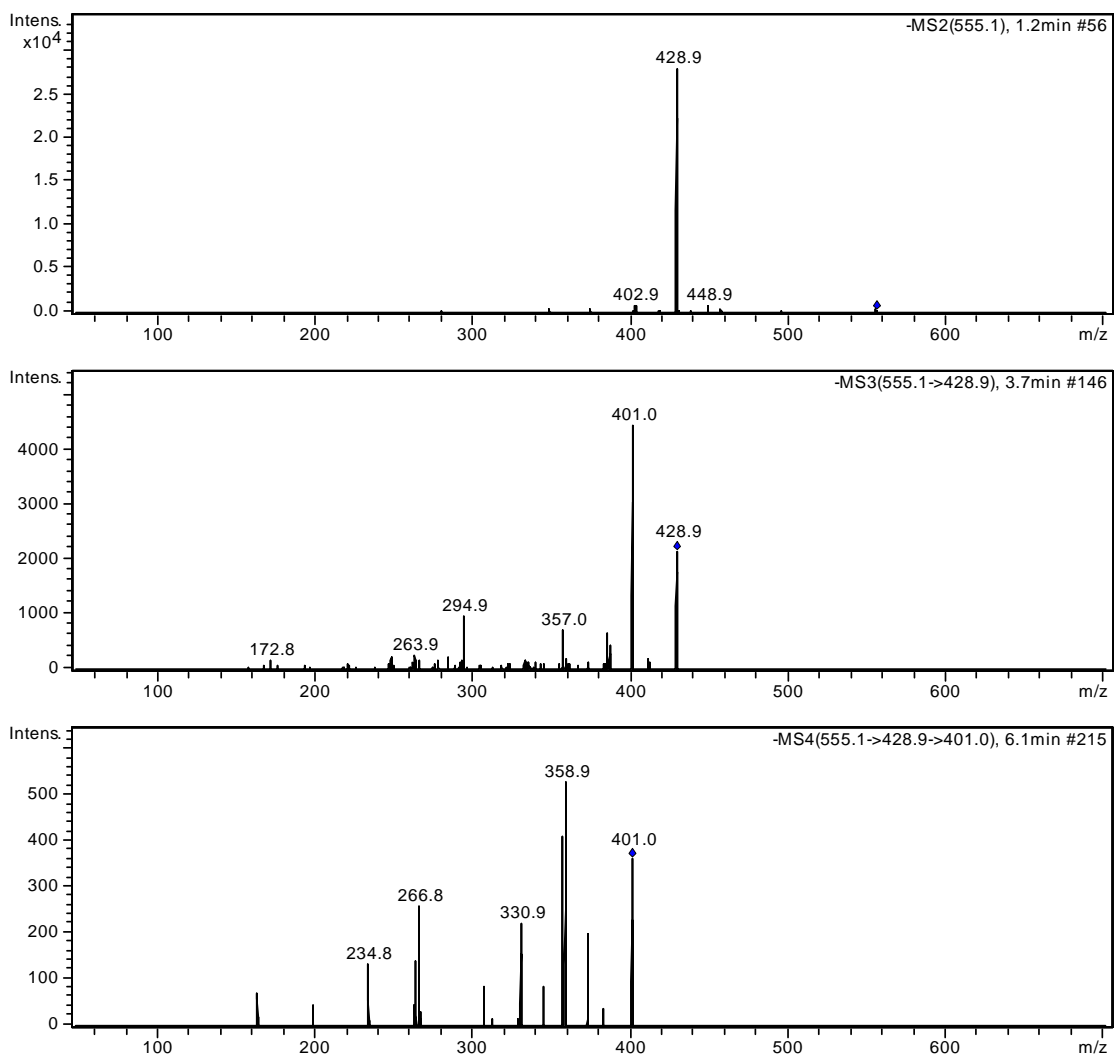 Intens.
x10^4
-MS2(555.1), 1.2min #56
428.9
2.5
2.0
1.5
1.0
0.5
402.9 448.9
0.0
100 200 300 400 500 600 m/z
Intens.
-MS3(555.1->428.9), 3.7min #146
401.0
4000
3000
428.9
2000
294.9
357.0
1000
172.8 263.9
0
100 200 300 400 500 600 m/z
Intens.
-MS4(555.1->428.9->401.0), 6.1min #215
358.9
500
401.0
400
300
266.8
330.9
200
234.8
100
0
100 200 300 400 500 600 m/z